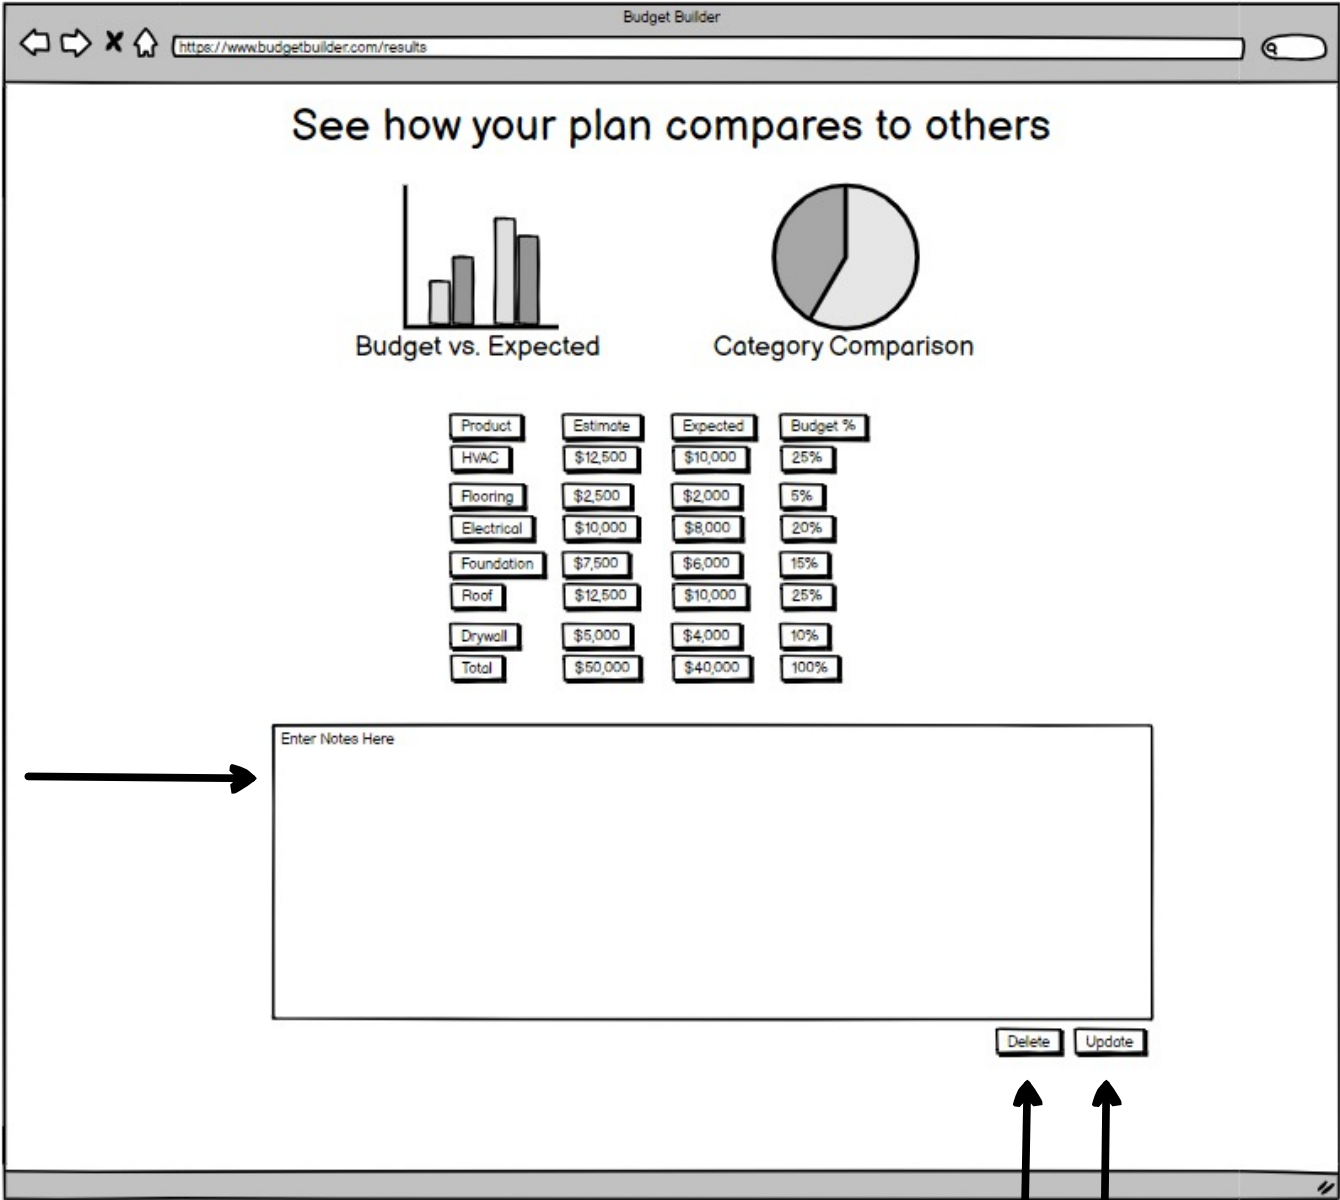 Budget Builder
https://www.budgetbuilder.com/results
See how your plan compares to others
Budget vs. Expected
Category Comparison
Product Estimate Expected Budget %
HVAC $12,500 $10,000 25%
Flooring $2,500 $2,000 5%
Electrical $10,000 $8,000 20%
Foundation $7,500 $6,000 15%
Roof $12,500 $10,000 25%
Drywall $5,000 $4,000 10%
Total $50,000 $40,000 100%
Enter Notes Here
Delete Update